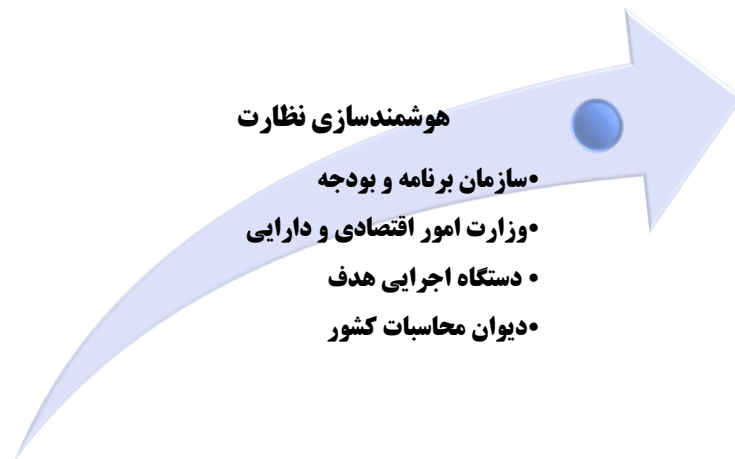 هوشمندسازی نظارت
•سازمان برنامه و بودجه
•وزارت امور اقتصادی و دارایی
• دستگاه اجرایی هدف
•دیوان محاسبات کشور